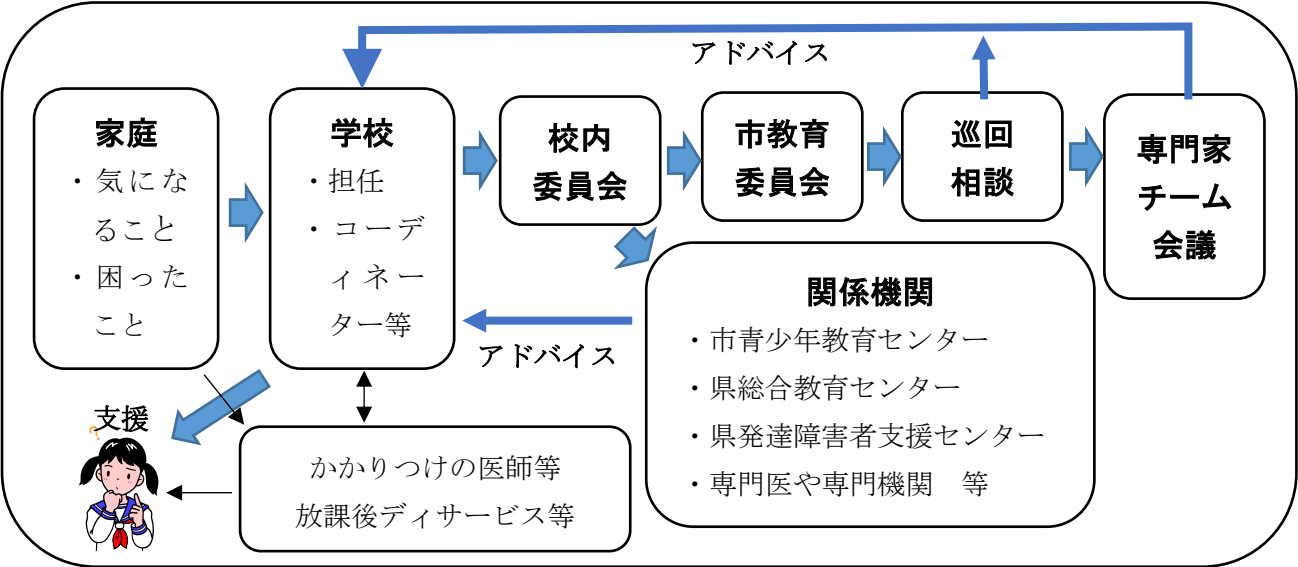 アドバイス
家庭
・気にな
ること
・困った
こと
学校
・担任
・コーデ
ィネー
ター等
校内
委員会
市教育
委員会
巡回
相談
専門家
チーム
会議
アドバイス
関係機関
・市青少年教育センター
・県総合教育センター
・県発達障害者支援センター
・専門医や専門機関　等
支援
?
かかりつけの医師等
放課後ディサービス等